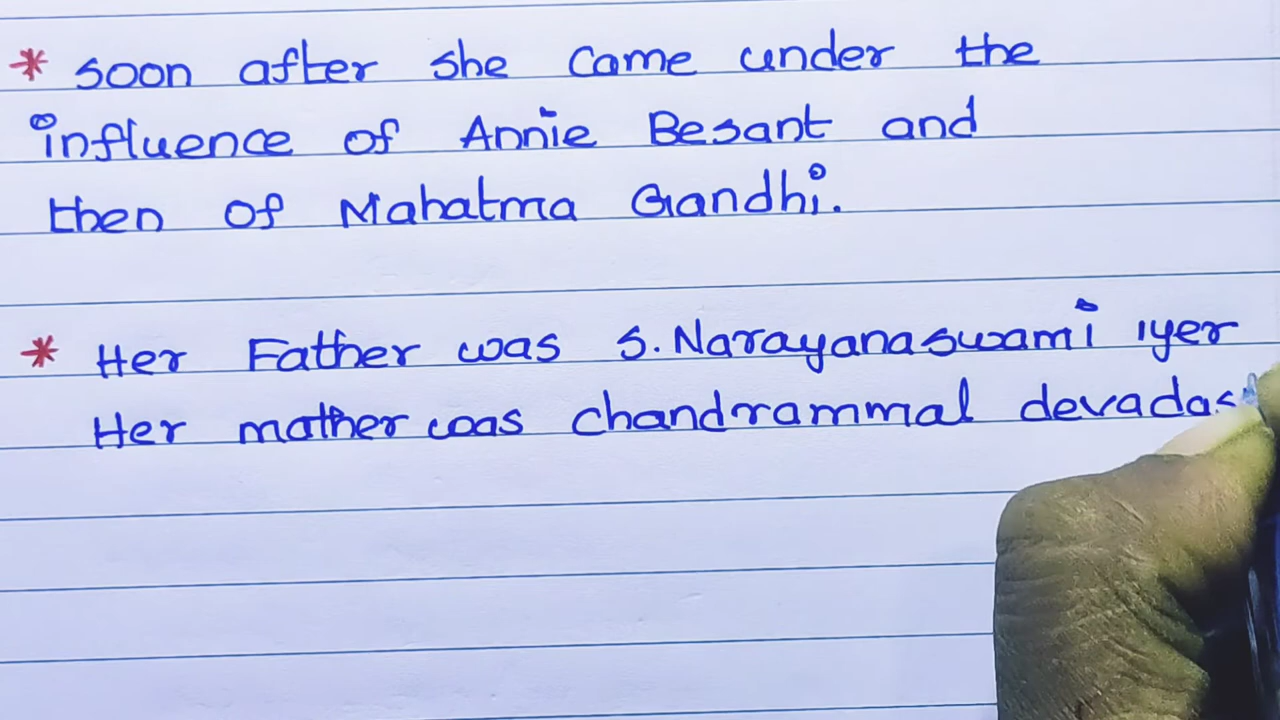 * soon after she came under the
influence of Annie Besant and
then of Mahatma Gandhi.
* Her Father was S. Narayanaswami iyer
Her mother was chandrammal devadas